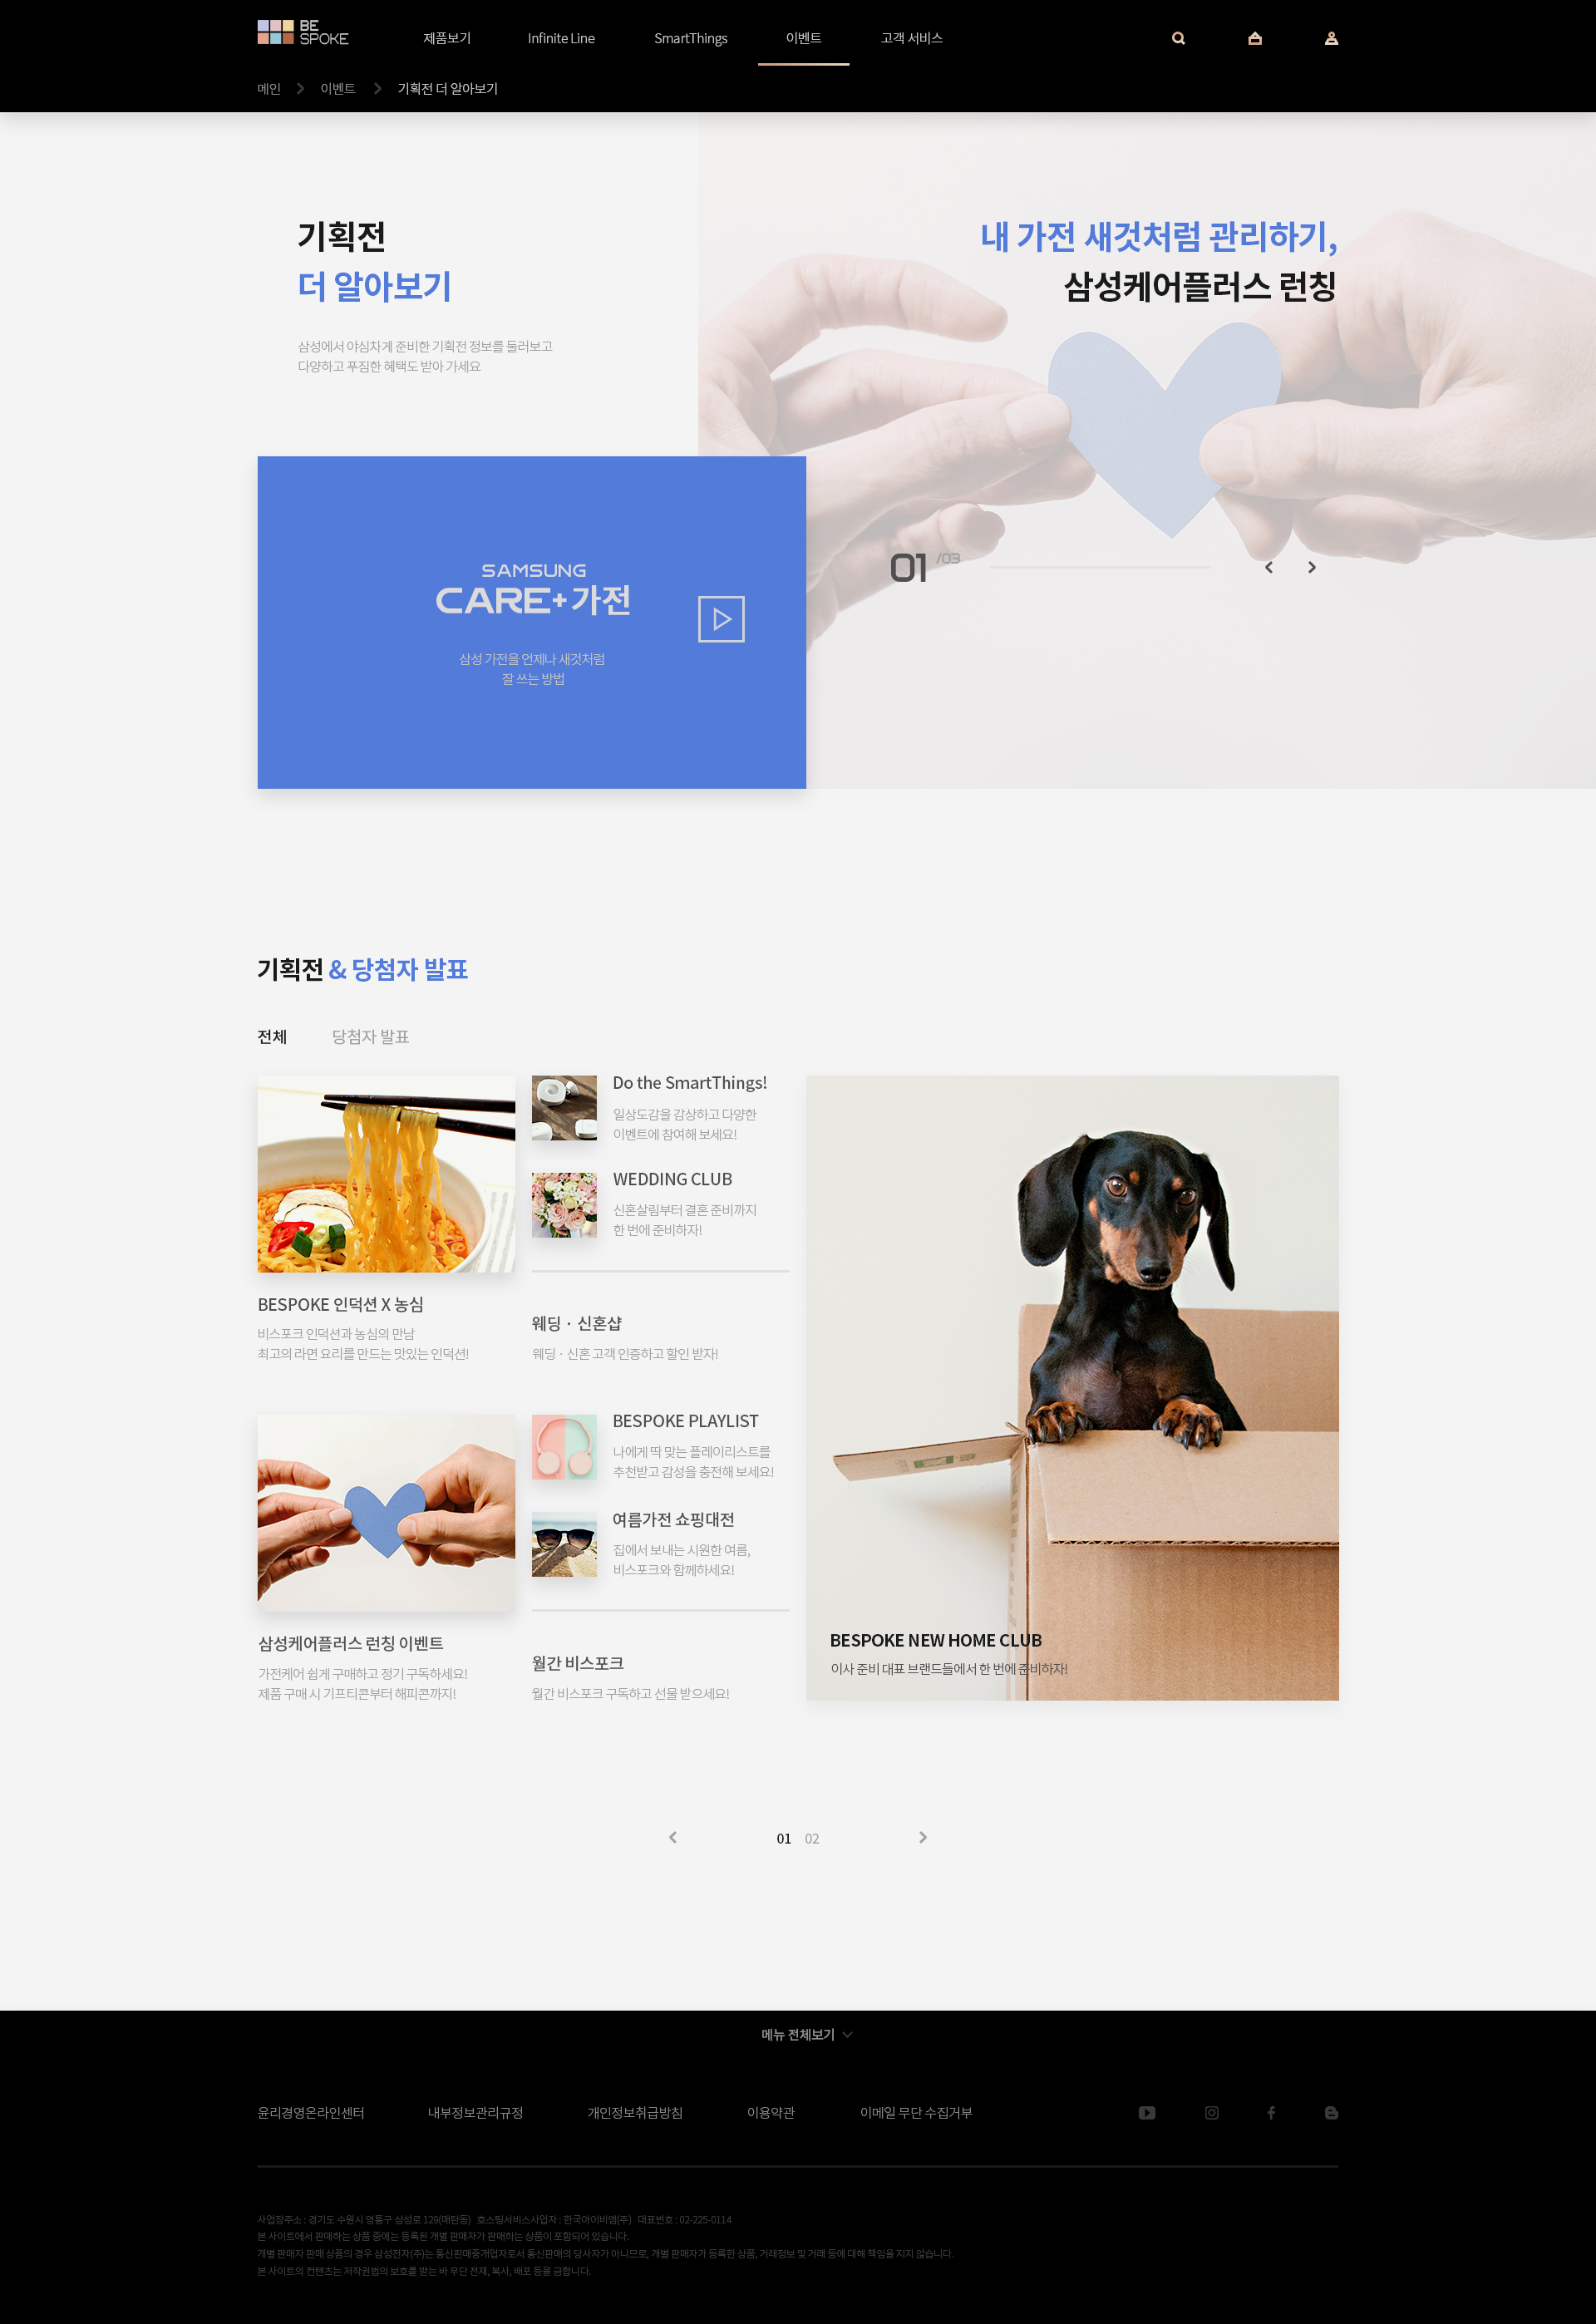 BE
SPOKE
제품보기
Infinite Line
SmartThings
이벤트
고객 서비스
메인
이벤트
기획전 더 알아보기
기획전
더 알아보기
삼성에서 야심차게 준비한 기획전 정보를 둘러보고
다양하고 푸짐한 혜택도 받아 가세요
내 가전 새것처럼 관리하기,
삼성케어플러스 런칭
SAMSUNG
CARE+가전
삼성 가전을 언제나 새것처럼
잘 쓰는 방법
01 /03
기획전 & 당첨자 발표
전체
당첨자 발표
BESPOKE 인덕션 X 농심
비스포크 인덕션과 농심의 만남
최고의 라면 요리를 만드는 맛있는 인덕션!
Do the SmartThings!
일상도감을 감상하고 다양한
이벤트에 참여해 보세요!
WEDDING CLUB
신혼살림부터 결혼 준비까지
한 번에 준비하자!
웨딩 · 신혼샵
웨딩 · 신혼 고객 인증하고 할인 받자!
삼성케어플러스 런칭 이벤트
가전케어 쉽게 구매하고 정기 구독하세요!
제품 구매 시 기프티콘부터 해피콘까지!
BESPOKE PLAYLIST
나에게 딱 맞는 플레이리스트를
추천받고 감성을 충전해 보세요!
여름가전 쇼핑대전
집에서 보내는 시원한 여름,
비스포크와 함께하세요!
월간 비스포크
월간 비스포크 구독하고 선물 받으세요!
BESPOKE NEW HOME CLUB
이사 준비 대표 브랜드들에서 한 번에 준비하자!
01 02
메뉴 전체보기
윤리경영온라인센터
내부정보관리규정
개인정보취급방침
이용약관
이메일 무단 수집거부
사업장주소 : 경기도 수원시 영통구 삼성로 129(매탄동) 호스팅서비스사업자 : 한국아이비엠(주) 대표번호 : 02-225-0114
본 사이트에서 판매하는 상품 중에는 등록된 개별 판매자가 판매하는 상품이 포함되어 있습니다.
개별 판매자 판매 상품의 경우 삼성전자(주)는 통신판매중개업자로서 통신판매의 당사자가 아니므로, 개별 판매자가 등록한 상품, 거래정보 및 거래 등에 대해 책임을 지지 않습니다.
본 사이트의 컨텐츠는 저작권법의 보호를 받는 바 무단 전재, 복사, 배포 등을 금합니다.